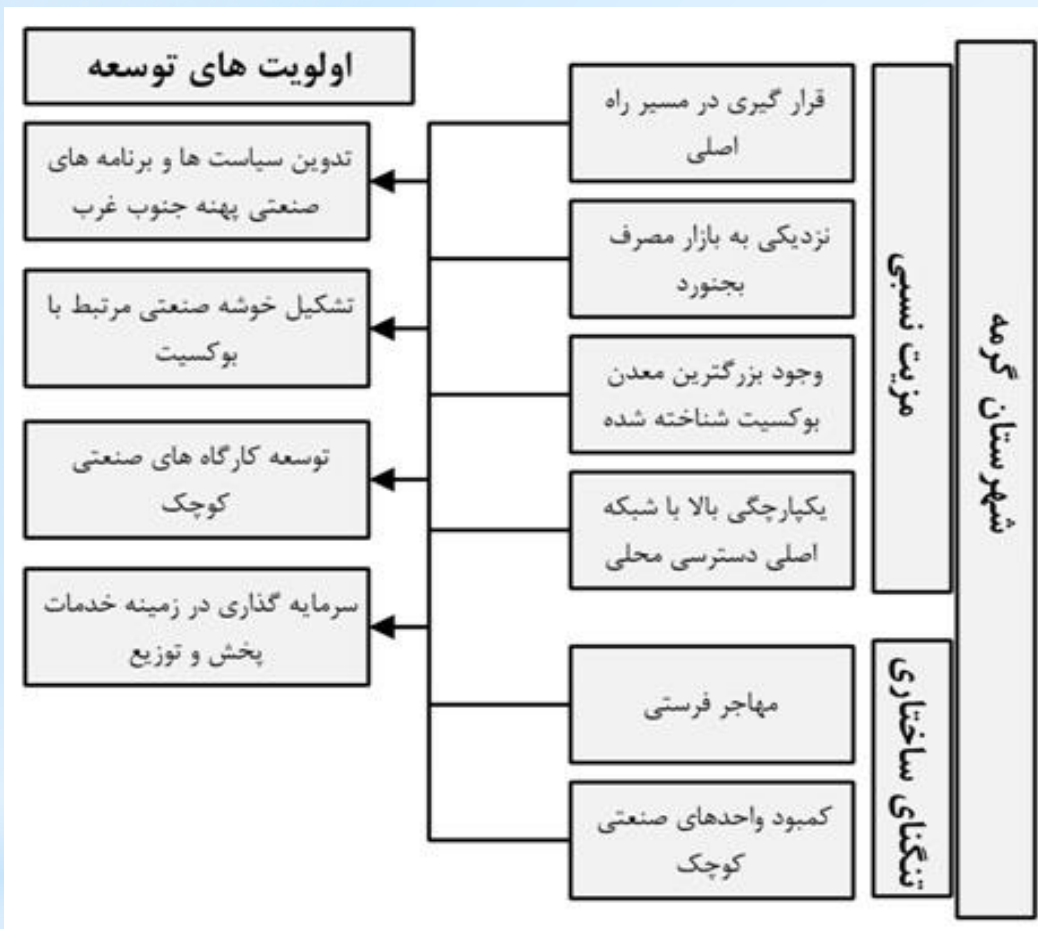 شهرستان گرمه
مزیت نسبی
قرار گیری در مسیر راه
اصلی
نزدیکی به بازار مصرف
بجنورد
وجود بزرگترین معدن
بوکسیت شناخته شده
یکپارچگی بالا با شبکه
اصلی دسترسی محلی
تنگنای ساختاری
مهاجر فرستی
کمبود واحدهای صنعتی
کوچک
اولویت های توسعه
تدوین سیاست ها و برنامه های
صنعتی پهنه جنوب غرب
تشکیل خوشه صنعتی مرتبط با
بوکسیت
توسعه کارگاه های صنعتی
کوچک
سرمایه گذاری در زمینه خدمات
پخش و توزیع